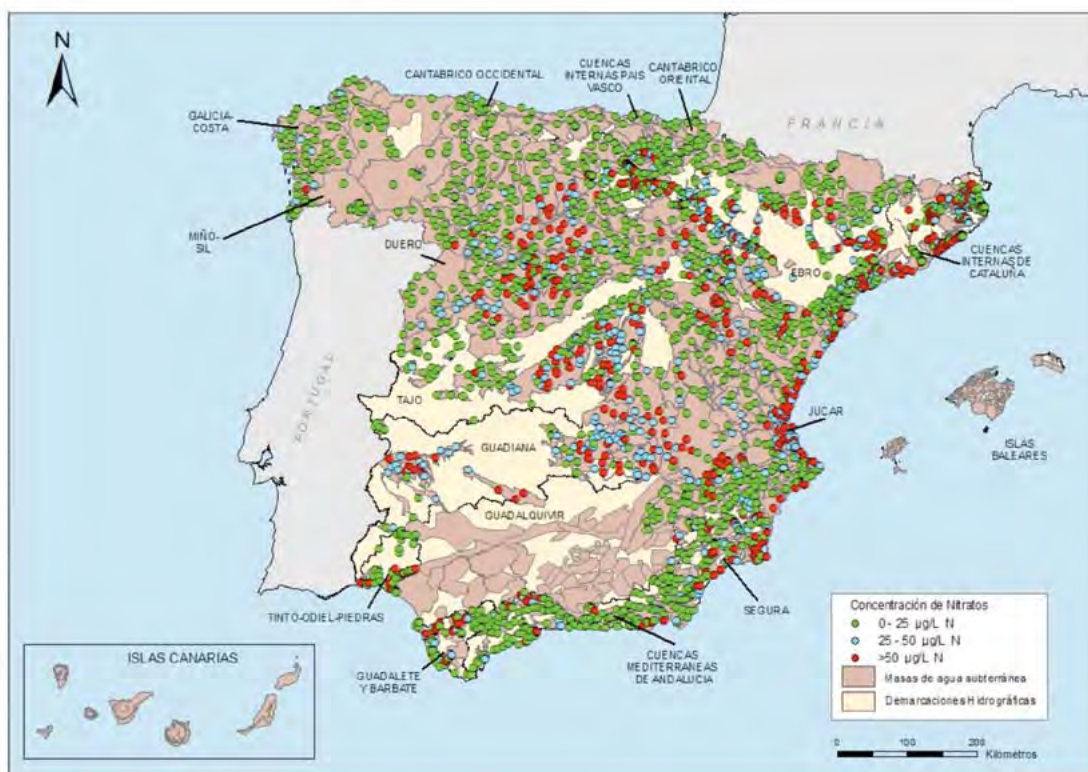 N
CANTABRICO OCCIDENTAL
CUENCAS
INTERNAS PAIS
VASCO
CANTABRICO
ORIENTAL
GALICIA-
COSTA
FRANCIA
MIÑO-
SIL
DUERO
EBRO
CUENCAS
INTERNAS DE
CATALUÑA
PORTUGAL
TAJO
JUCAR
ISLAS
BALEARES
GUADIANA
GUADALQUIVIR
TINTO-ODIEL-PIEDRAS
SEGURA
GUADALETE
Y BARBATE
CUENCAS
MEDITERRANEAS
DE ANDALUCIA
ISLAS CANARIAS
Concentración de Nitratos
0 - 25 µg/L N
25 - 50 µg/L N
>50 µg/L N
Masas de agua subterránea
Demarcaciones Hidrográficas
0 100 200
Kilómetros